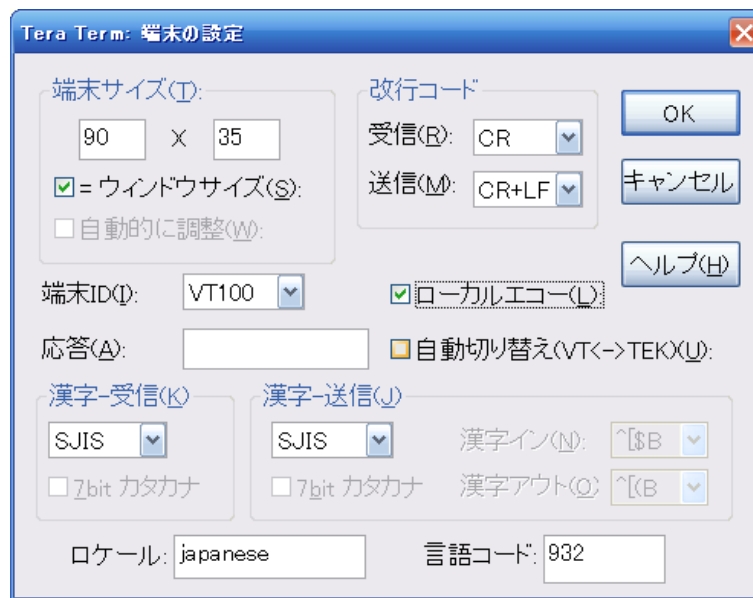 Tera Term: 端末の設定
端末サイズ(T):
90 X 35
= ウィンドウサイズ(S):
自動的に調整(W):
改行コード
受信(R): CR
送信(M): CR+LF
OK
キャンセル
ヘルプ(H)
端末ID(I): VT100
ローカルエコー(L):
応答(A):
自動切り替え(VT<->TEK)(U):
漢字-受信(K)
SJIS
7bit カタカナ
漢字-送信(J)
SJIS
7bit カタカナ
漢字イン(N): ^[$B
漢字アウト(O): ^[(B
ロケール: japanese
言語コード: 932